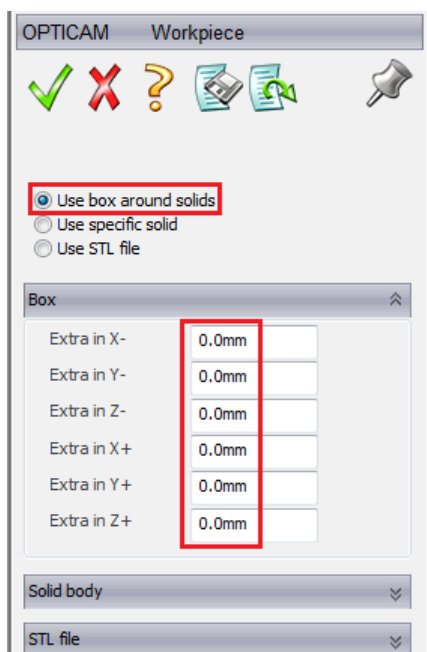 OPTICAM Workpiece
Use box around solids
Use specific solid
Use STL file
Box
Extra in X- 0.0mm
Extra in Y- 0.0mm
Extra in Z- 0.0mm
Extra in X+ 0.0mm
Extra in Y+ 0.0mm
Extra in Z+ 0.0mm
Solid body
STL file